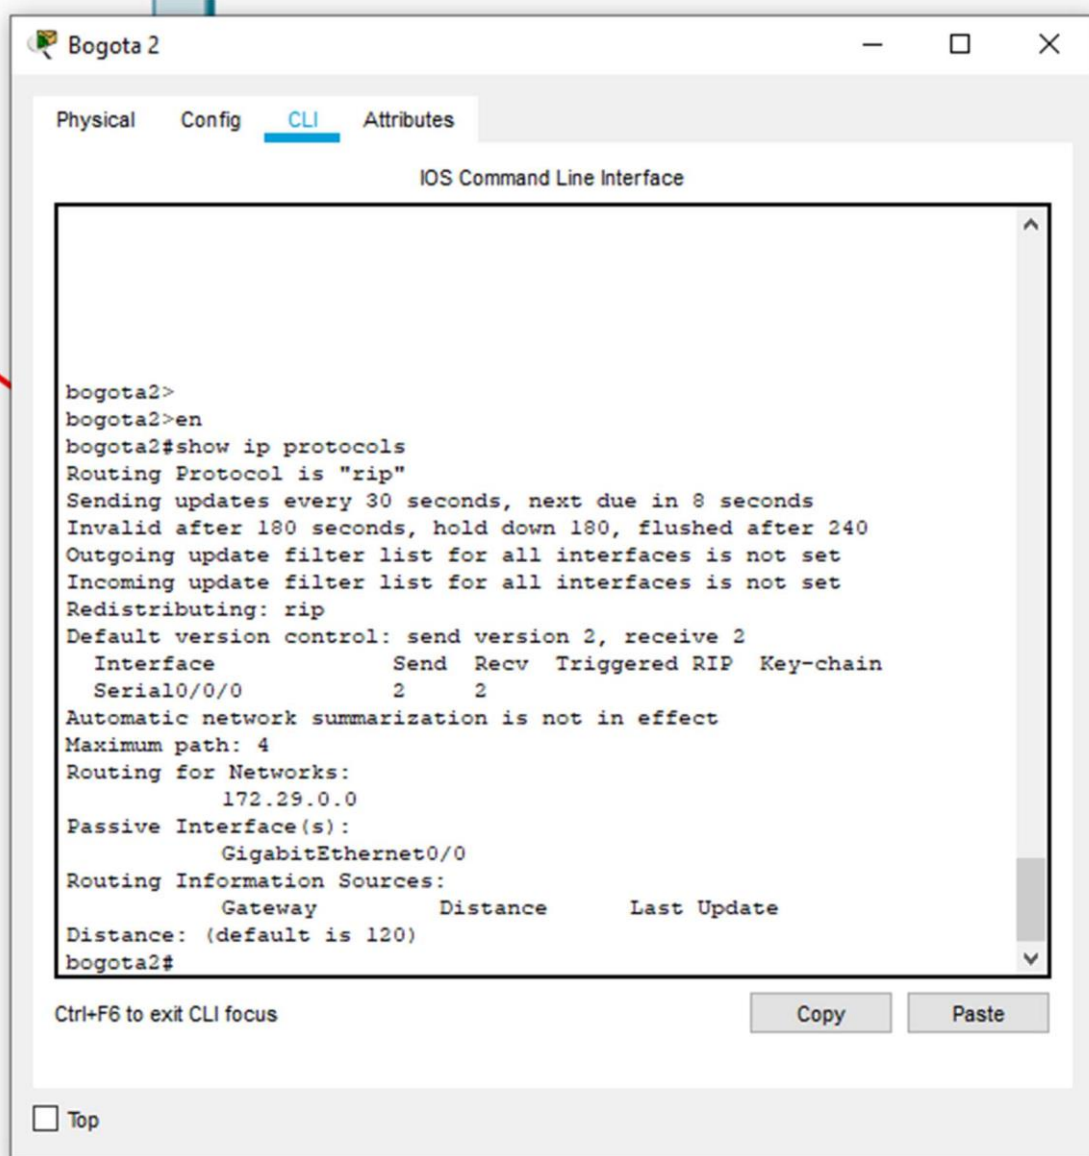 Bogota 2
Physical Config CLI Attributes
IOS Command Line Interface
bogota2>
bogota2>en
bogota2#show ip protocols
Routing Protocol is "rip"
Sending updates every 30 seconds, next due in 8 seconds
Invalid after 180 seconds, hold down 180, flushed after 240
Outgoing update filter list for all interfaces is not set
Incoming update filter list for all interfaces is not set
Redistributing: rip
Default version control: send version 2, receive 2
Interface Send Recv Triggered RIP Key-chain
Serial0/0/0 2 2
Automatic network summarization is not in effect
Maximum path: 4
Routing for Networks:
172.29.0.0
Passive Interface(s):
GigabitEthernet0/0
Routing Information Sources:
Gateway Distance Last Update
Distance: (default is 120)
bogota2#
Ctrl+F6 to exit CLI focus Copy Paste
Top